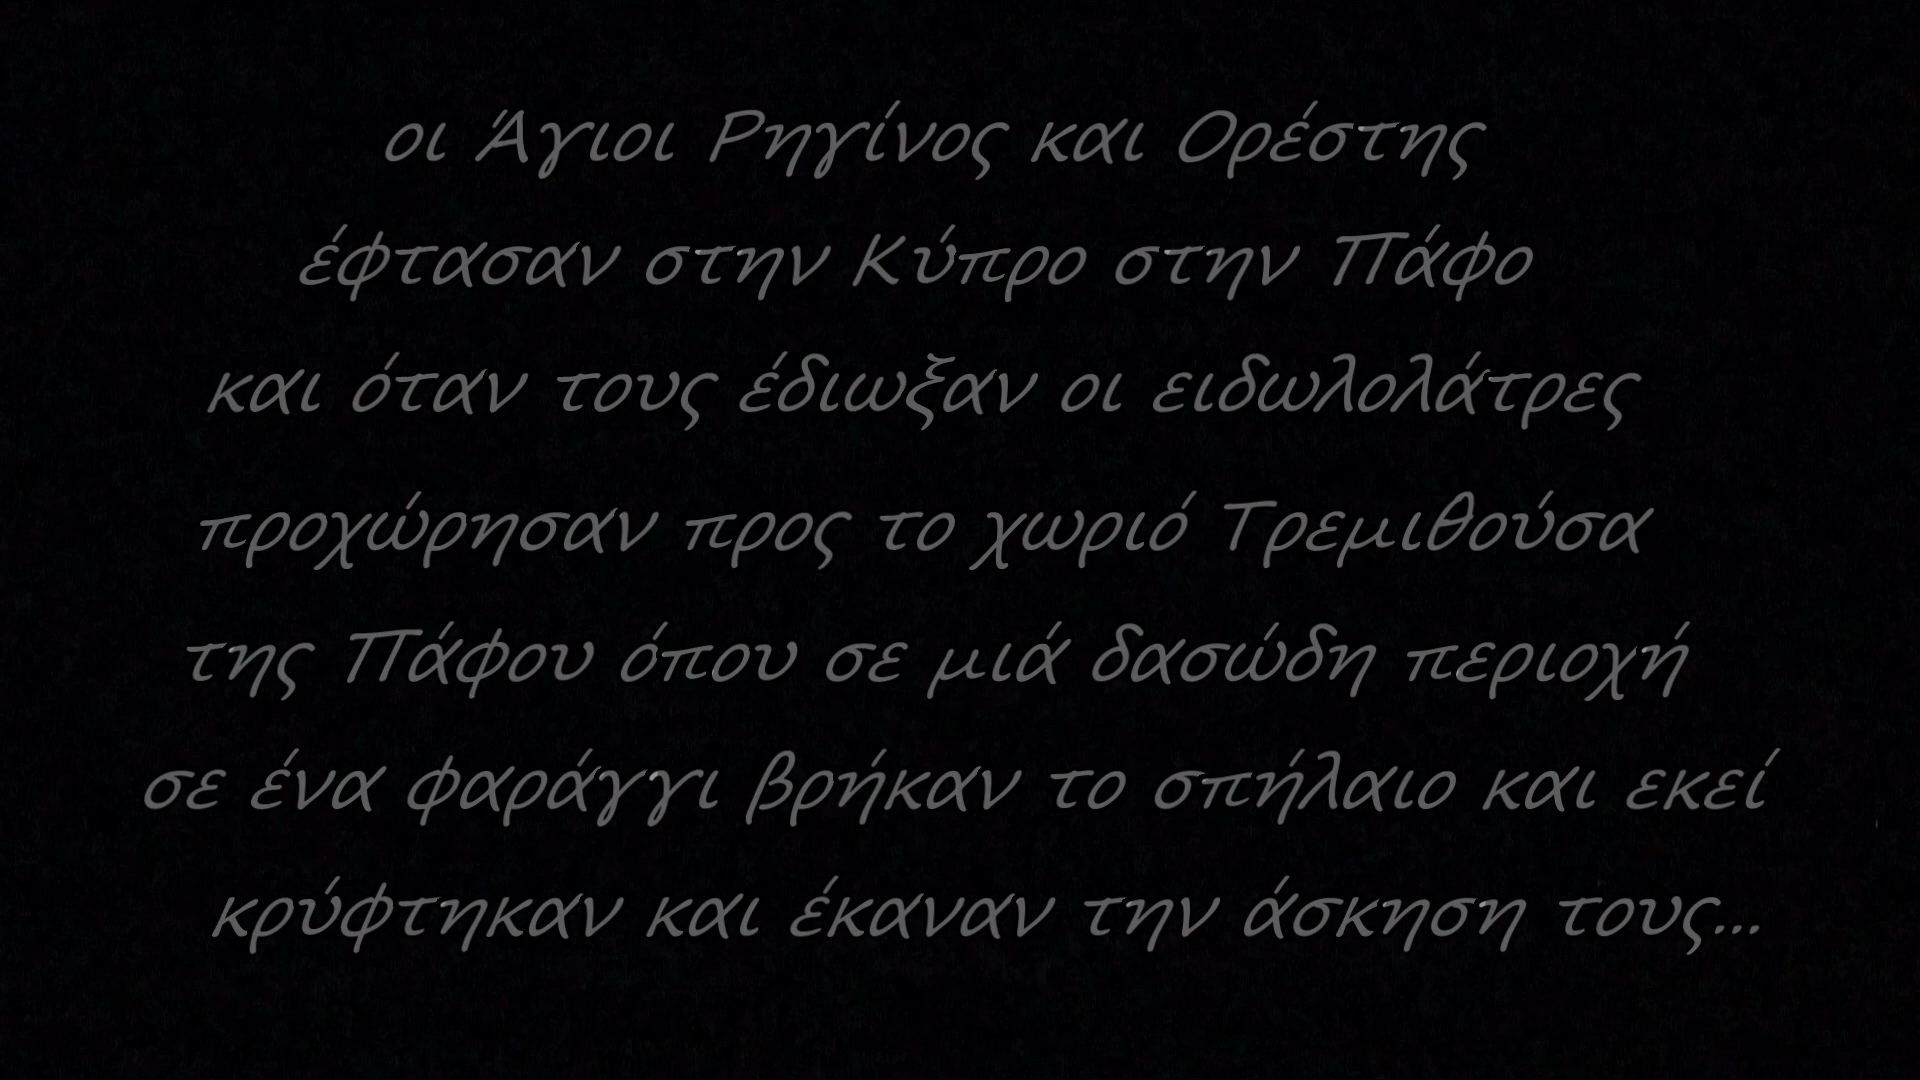 οι Άγιοι Ρηγίνος και Ορέστης
έφτασαν στην Κύπρο στην Πάφο
και όταν τους έδιωξαν οι ειδωλολάτρες
προχώρησαν προς το χωριό Τρεμιθούσα
της Πάφου όπου σε μιά δασώδη περιοχή
σε ένα φαράγγι βρήκαν το σπήλαιο και εκεί
κρύφτηκαν και έκαναν την άσκηση τους...